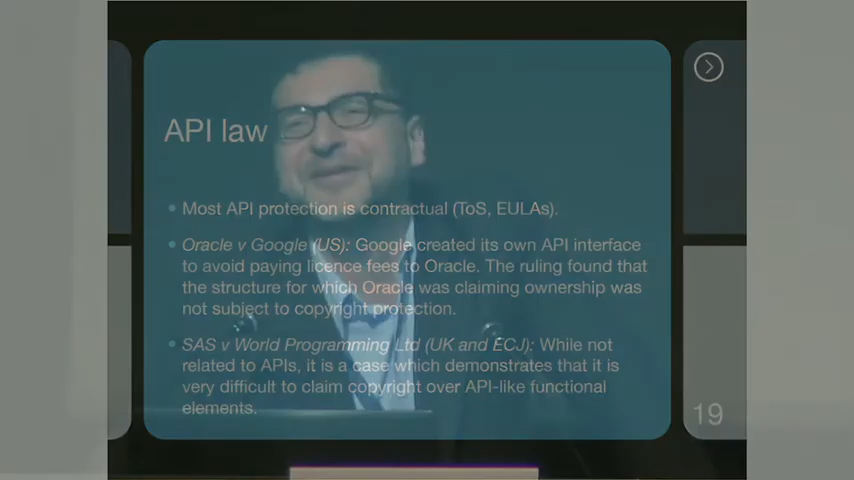 API law
• Most API protection is contractual (ToS, EULAs).
• Oracle v Google (US): Google created its own API interface
to avoid paying licence fees to Oracle. The ruling found that
the structure for which Oracle was claiming ownership was
not subject to copyright protection.
• SAS v World Programming Ltd (UK and ECJ): While not
related to APIs, it is a case which demonstrates that it is
very difficult to claim copyright over API-like functional
elements.
19